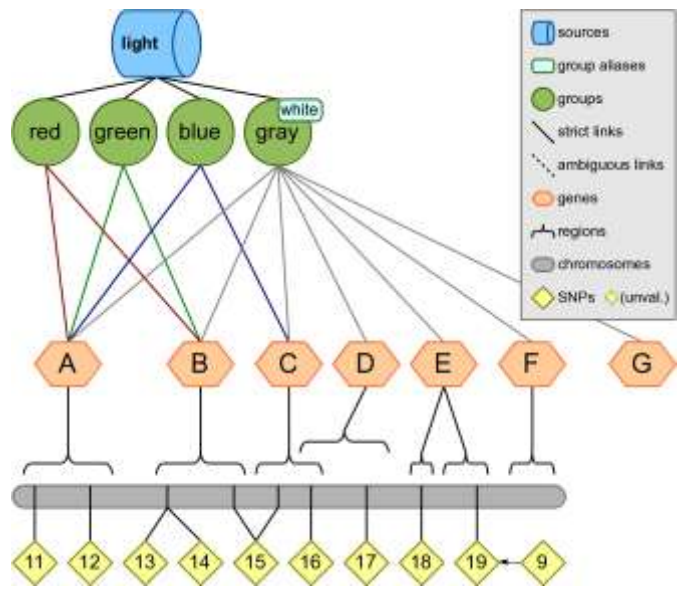 light
sources
group aliases
groups
strict links
ambiguous links
genes
regions
chromosomes
SNPs (unval.)
white
red green blue gray
A B C D E F G
11 12 13 14 15 16 17 18 19 9